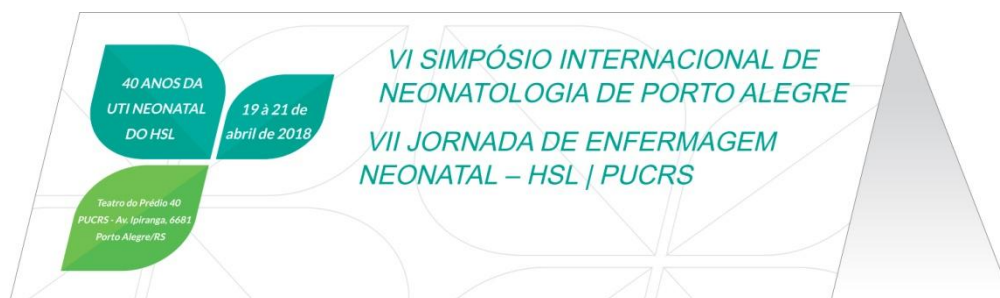 40 ANOS DA
UTI NEONATAL
DO HSL
19 à 21 de
abril de 2018
Teatro do Prédio 40
PUCRS - Av. Ipiranga, 6681
Porto Alegre/RS
VI SIMPÓSIO INTERNACIONAL DE
NEONATOLOGIA DE PORTO ALEGRE
VII JORNADA DE ENFERMAGEM
NEONATAL – HSL | PUCRS